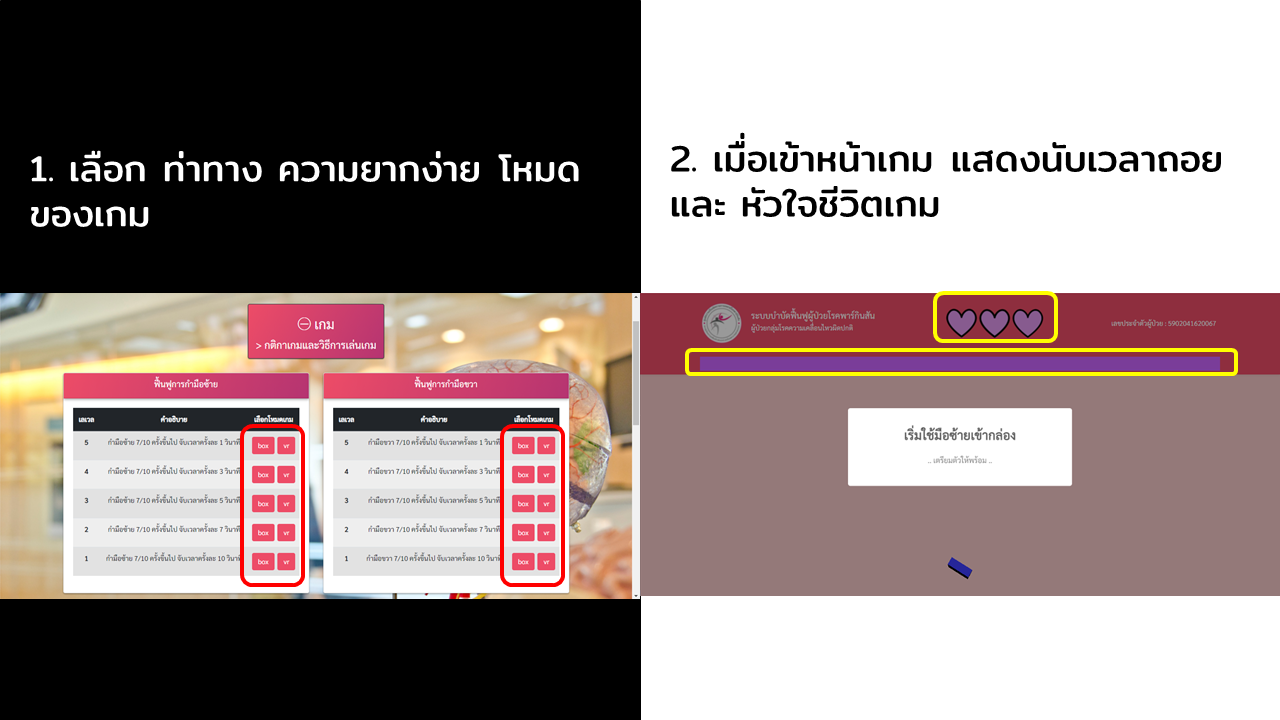 1. เลือก ท่าทาง ความยากง่าย โหมด
ของเกม
เกม
> กติกาเกมและวิธีการเล่นเกม
ฟื้นฟูการกำมือซ้าย
เลเวล คำอธิบาย เลือกโหมดเกม
5 กำมือซ้าย 7/10 ครั้งขึ้นไป จับเวลาครั้งละ 1 วินาที box vr
4 กำมือซ้าย 7/10 ครั้งขึ้นไป จับเวลาครั้งละ 3 วินาที box vr
3 กำมือซ้าย 7/10 ครั้งขึ้นไป จับเวลาครั้งละ 5 วินาที box vr
2 กำมือซ้าย 7/10 ครั้งขึ้นไป จับเวลาครั้งละ 7 วินาที box vr
1 กำมือซ้าย 7/10 ครั้งขึ้นไป จับเวลาครั้งละ 10 วินาที box vr
ฟื้นฟูการกำมือขวา
เลเวล คำอธิบาย เลือกโหมดเกม
5 กำมือขวา 7/10 ครั้งขึ้นไป จับเวลาครั้งละ 1 วินาที box vr
4 กำมือขวา 7/10 ครั้งขึ้นไป จับเวลาครั้งละ 3 วินาที box vr
3 กำมือขวา 7/10 ครั้งขึ้นไป จับเวลาครั้งละ 5 วินาที box vr
2 กำมือขวา 7/10 ครั้งขึ้นไป จับเวลาครั้งละ 7 วินาที box vr
1 กำมือขวา 7/10 ครั้งขึ้นไป จับเวลาครั้งละ 10 วินาที box vr
2. เมื่อเข้าหน้าเกม แสดงนับเวลาถอย
และ หัวใจชีวิตเกม
ระบบบำบัดฟื้นฟูผู้ป่วยโรคพาร์กินสัน
ผู้ป่วยกลุ่มโรคความเคลื่อนไหวผิดปกติ
เลขประจำตัวผู้ป่วย : 5902041620067
เริ่มใช้มือซ้ายเข้ากล่อง
.. เตรียมตัวให้พร้อม ..